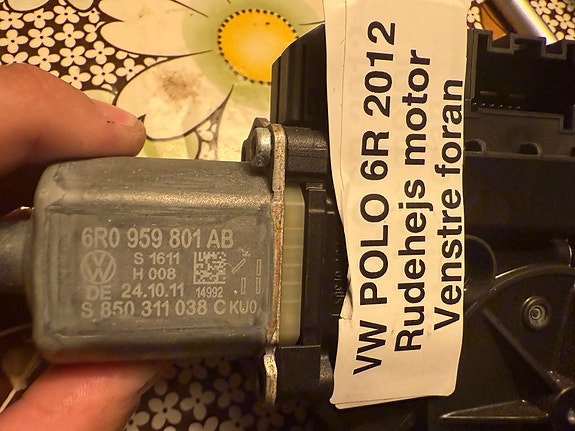 6R0 959 801 AB
S 1611
H 008
DE 24.10.11 14992
S 850 311 038 C KW0
VW POLO 6R 2012
Rudehejs motor
Venstre foran